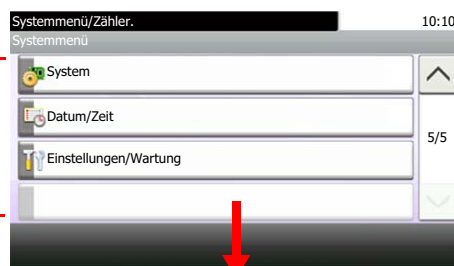 Systemmenü/Zähler.
10:10
Systemmenü
System
Datum/Zeit
5/5
Einstellungen/Wartung